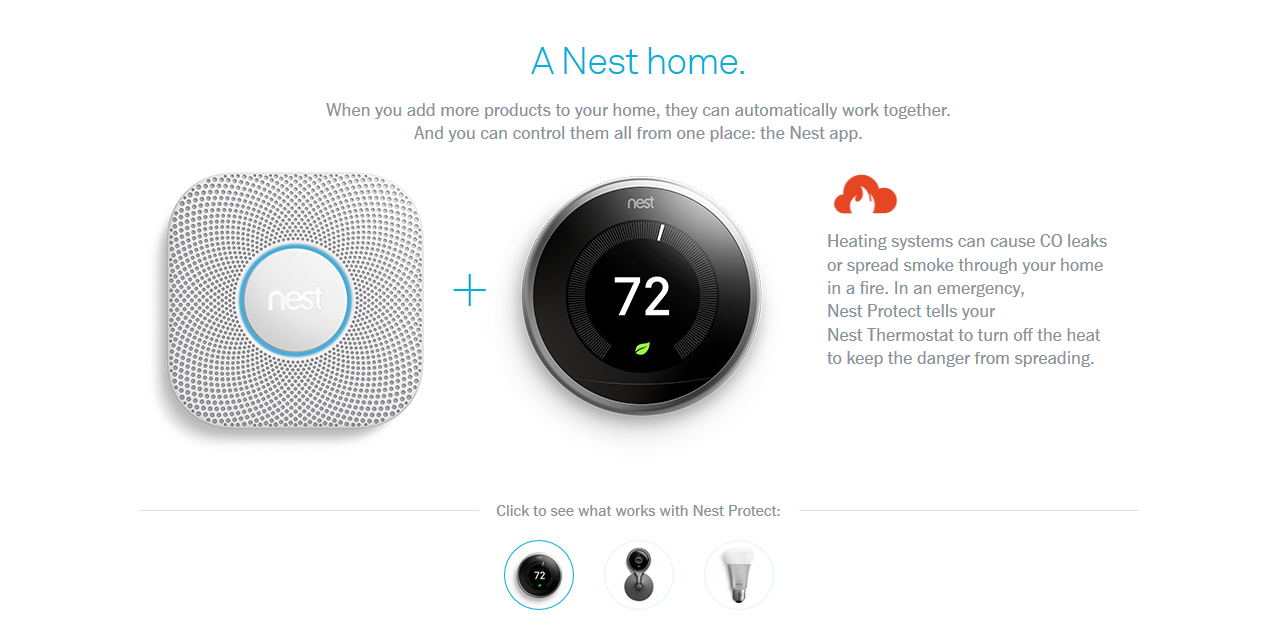 A Nest home.
When you add more products to your home, they can automatically work together.
And you can control them all from one place: the Nest app.
nest
nest
72
Heating systems can cause CO leaks
or spread smoke through your home
in a fire. In an emergency,
Nest Protect tells your
Nest Thermostat to turn off the heat
to keep the danger from spreading.
Click to see what works with Nest Protect:
72